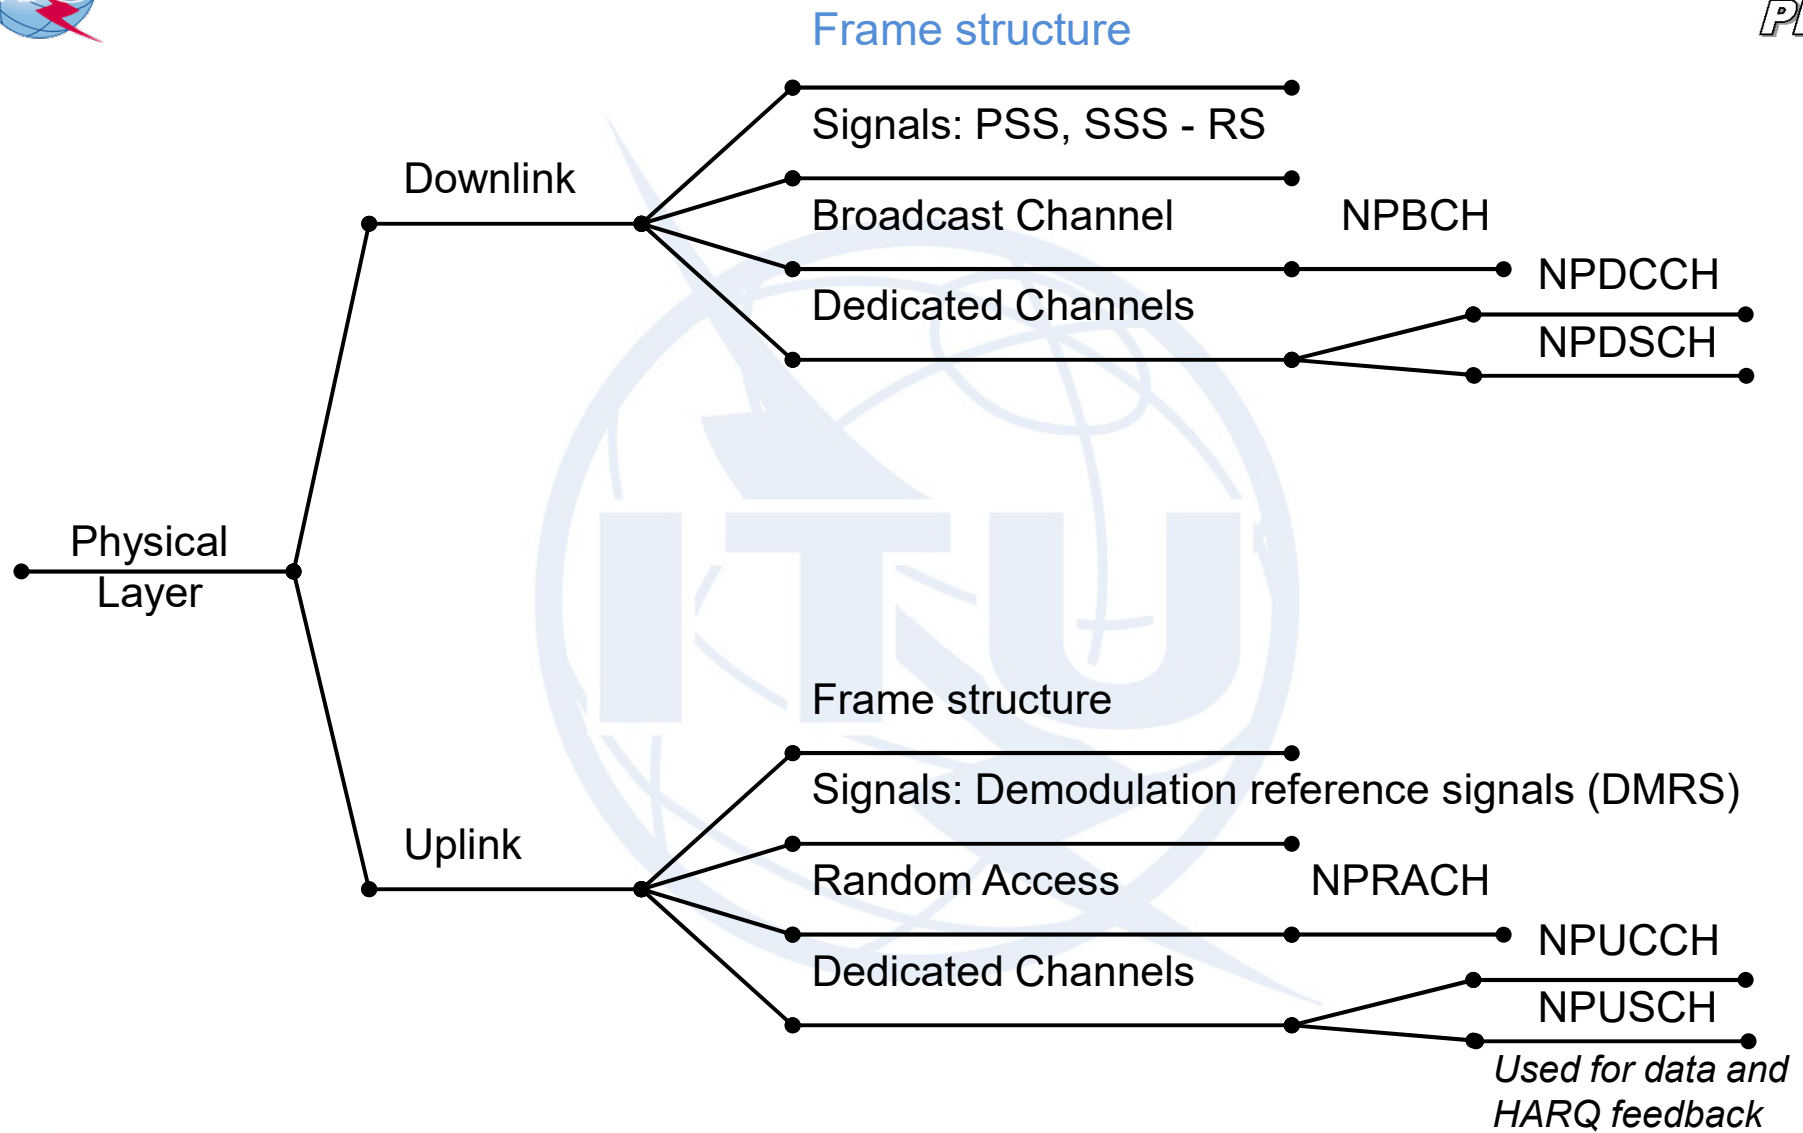 Frame structure
Signals: PSS, SSS - RS
Downlink
Broadcast Channel
NPBCH
NPDCCH
Dedicated Channels
NPDSCH
Physical
Layer
ITU
Frame structure
Signals: Demodulation reference signals (DMRS)
Uplink
Random Access
NPRACH
NPUCCH
Dedicated Channels
NPUSCH
Used for data and
HARQ feedback